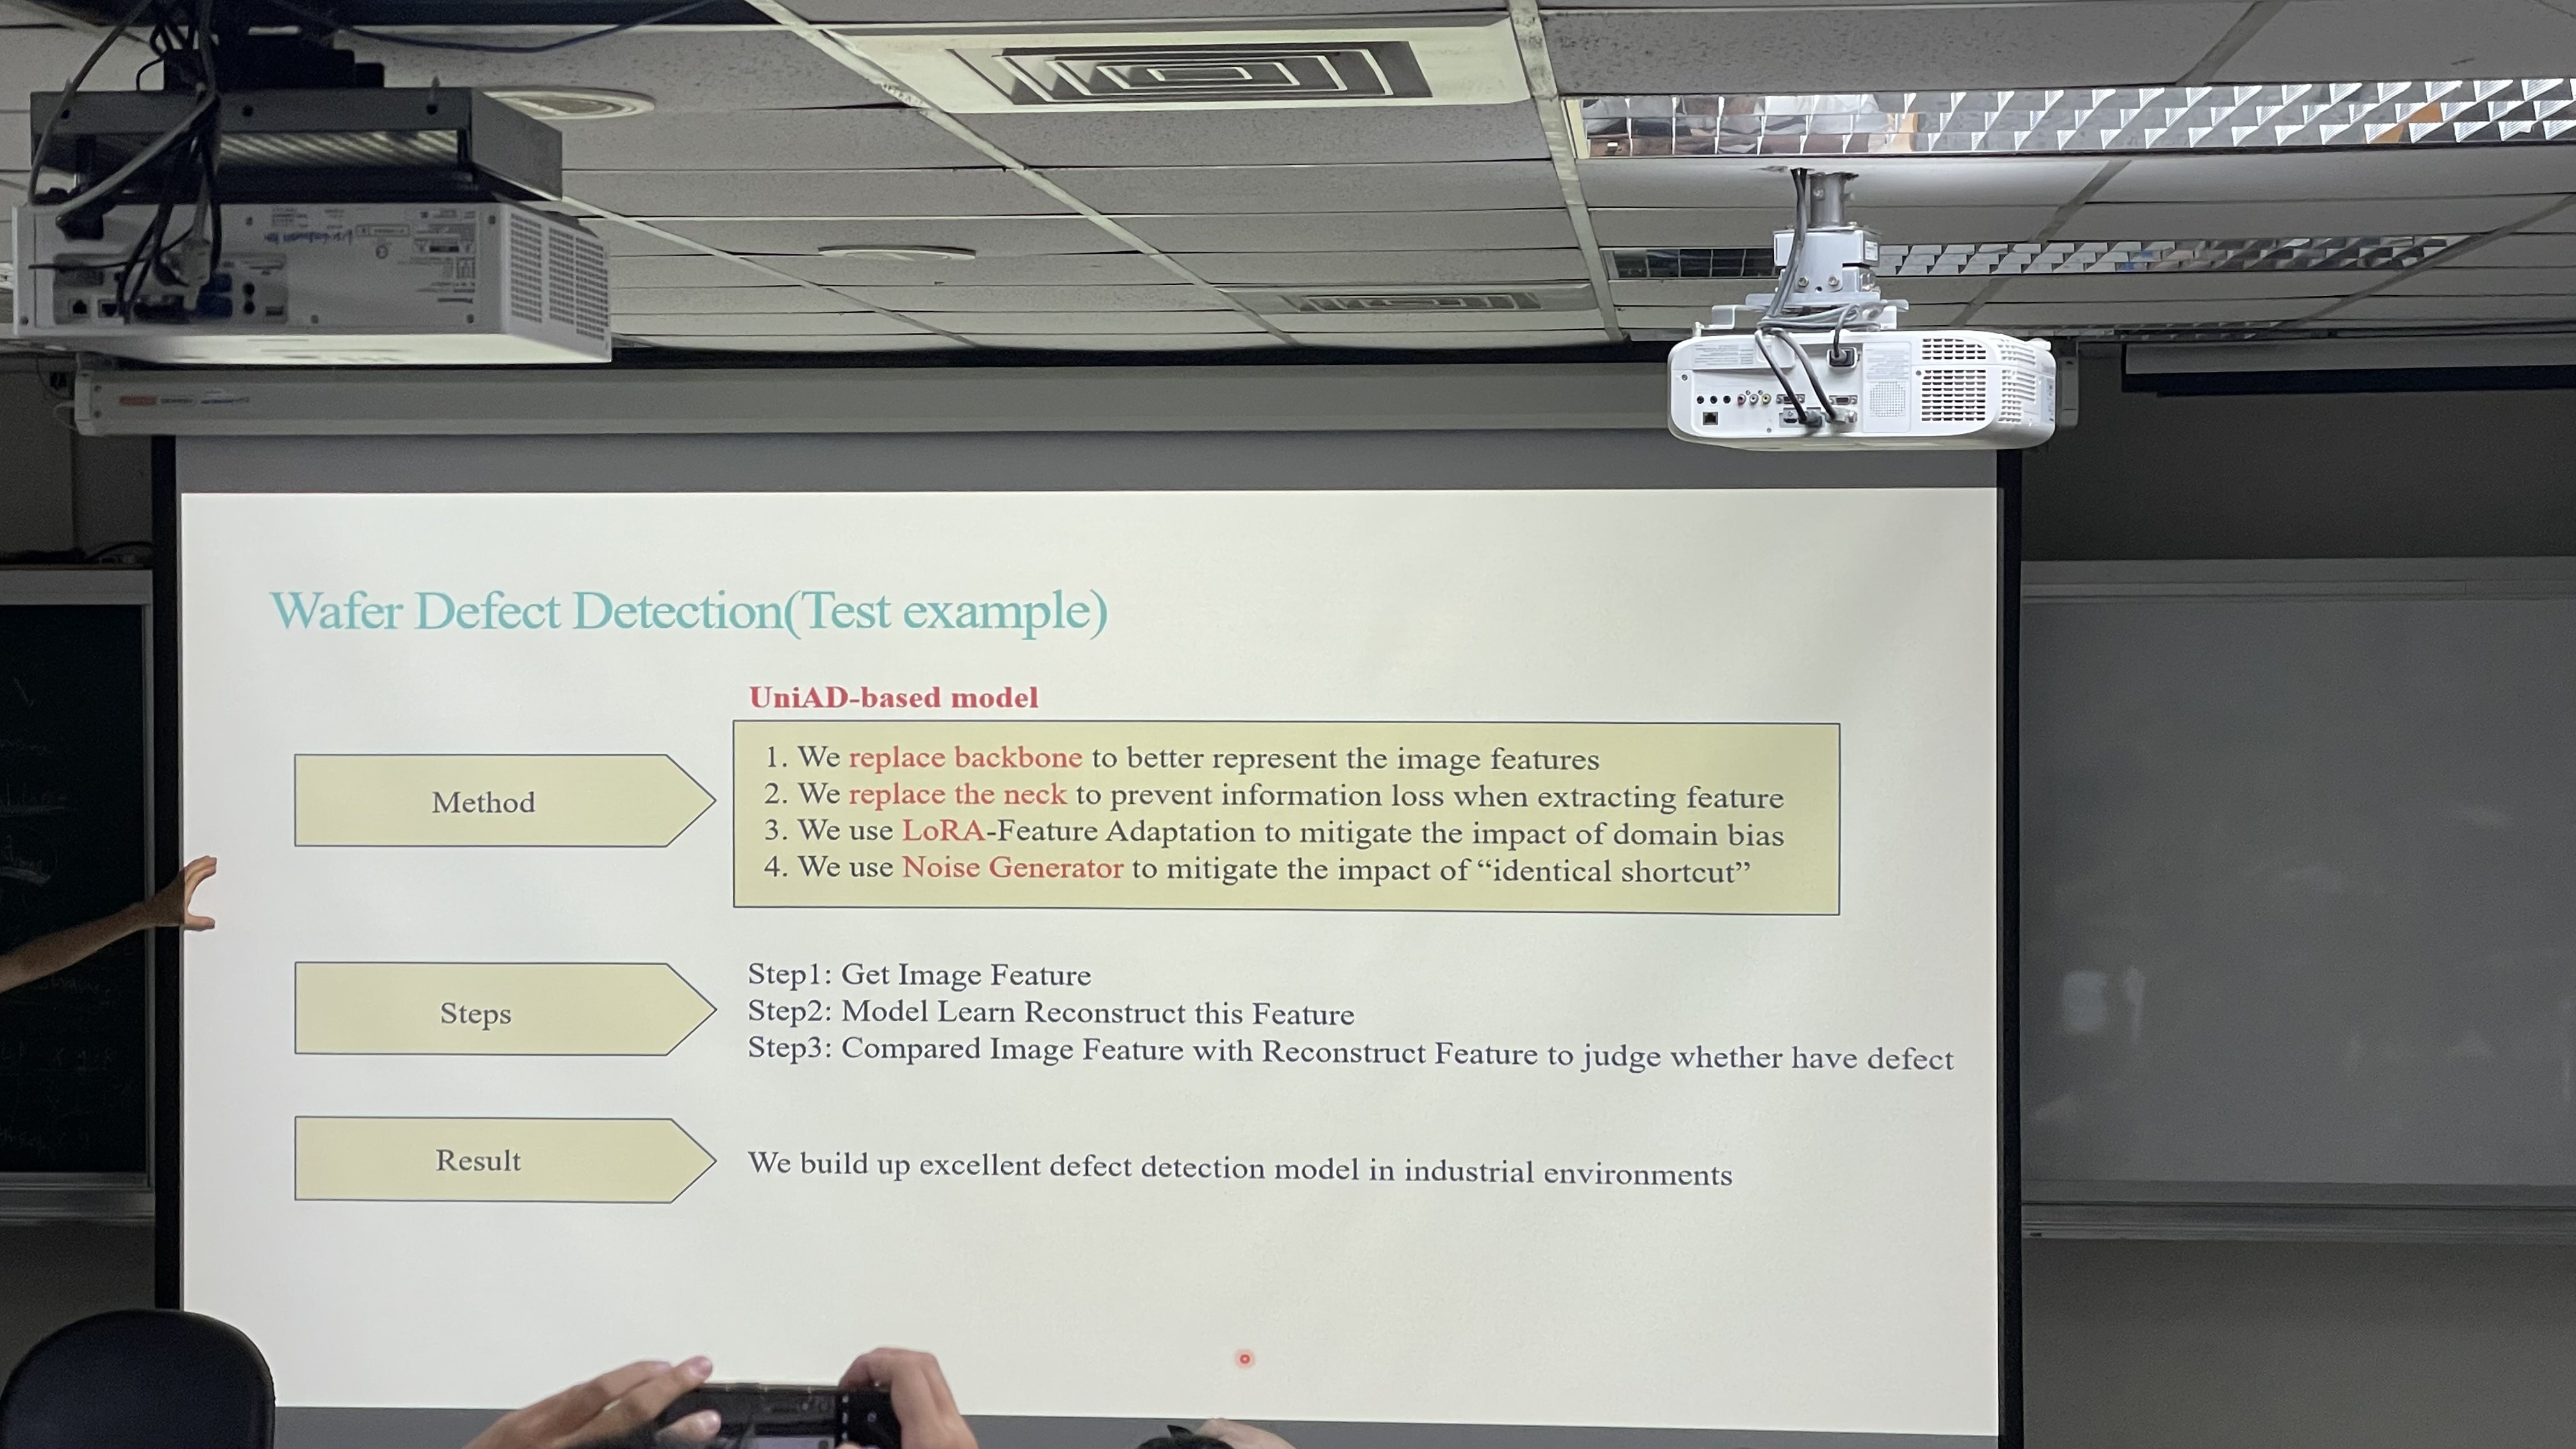 Wafer Defect Detection(Test example)
UniAD-based model
Method
1. We replace backbone to better represent the image features
2. We replace the neck to prevent information loss when extracting feature
3. We use LoRA-Feature Adaptation to mitigate the impact of domain bias
4. We use Noise Generator to mitigate the impact of “identical shortcut”
Steps
Step1: Get Image Feature
Step2: Model Learn Reconstruct this Feature
Step3: Compared Image Feature with Reconstruct Feature to judge whether have defect
Result
We build up excellent defect detection model in industrial environments